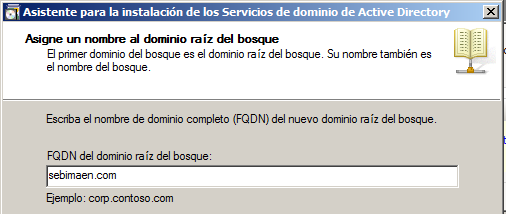 Asistente para la instalación de los Servicios de dominio de Active Directory
Asigne un nombre al dominio raíz del bosque
El primer dominio del bosque es el dominio raíz del bosque. Su nombre también es
el nombre del bosque.
Escriba el nombre de dominio completo (FQDN) del nuevo dominio raíz del bosque.
FQDN del dominio raíz del bosque:
sebimaen.com
Ejemplo: corp.contoso.com